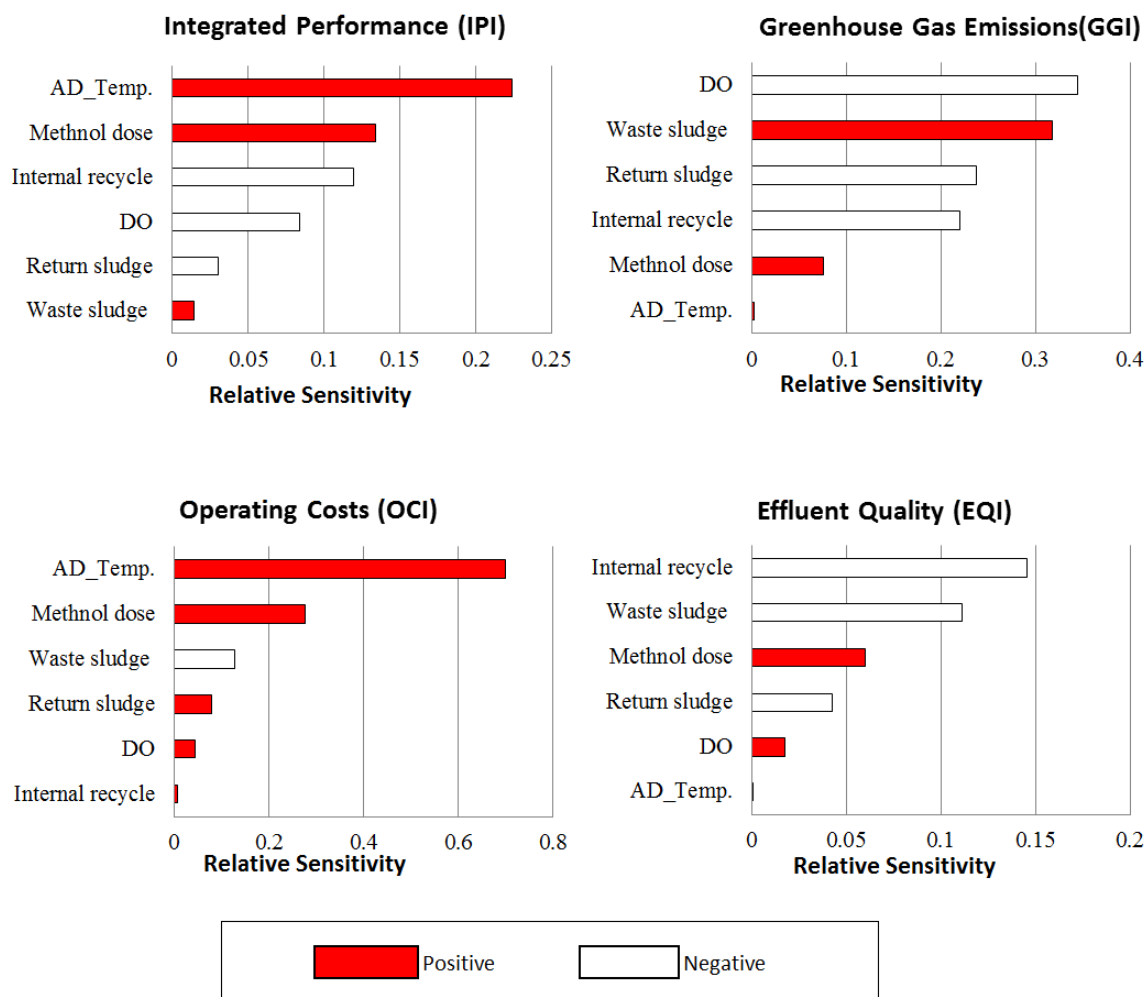 Integrated Performance (IPI)
AD_Temp.
Methnol dose
Internal recycle
DO
Return sludge
Waste sludge
0 0.05 0.1 0.15 0.2 0.25
Relative Sensitivity
Greenhouse Gas Emissions(GGI)
DO
Waste sludge
Return sludge
Internal recycle
Methnol dose
AD_Temp.
0 0.1 0.2 0.3 0.4
Relative Sensitivity
Operating Costs (OCI)
AD_Temp.
Methnol dose
Waste sludge
Return sludge
DO
Internal recycle
0 0.2 0.4 0.6 0.8
Relative Sensitivity
Effluent Quality (EQI)
Internal recycle
Waste sludge
Methnol dose
Return sludge
DO
AD_Temp.
0 0.05 0.1 0.15 0.2
Relative Sensitivity
Positive Negative